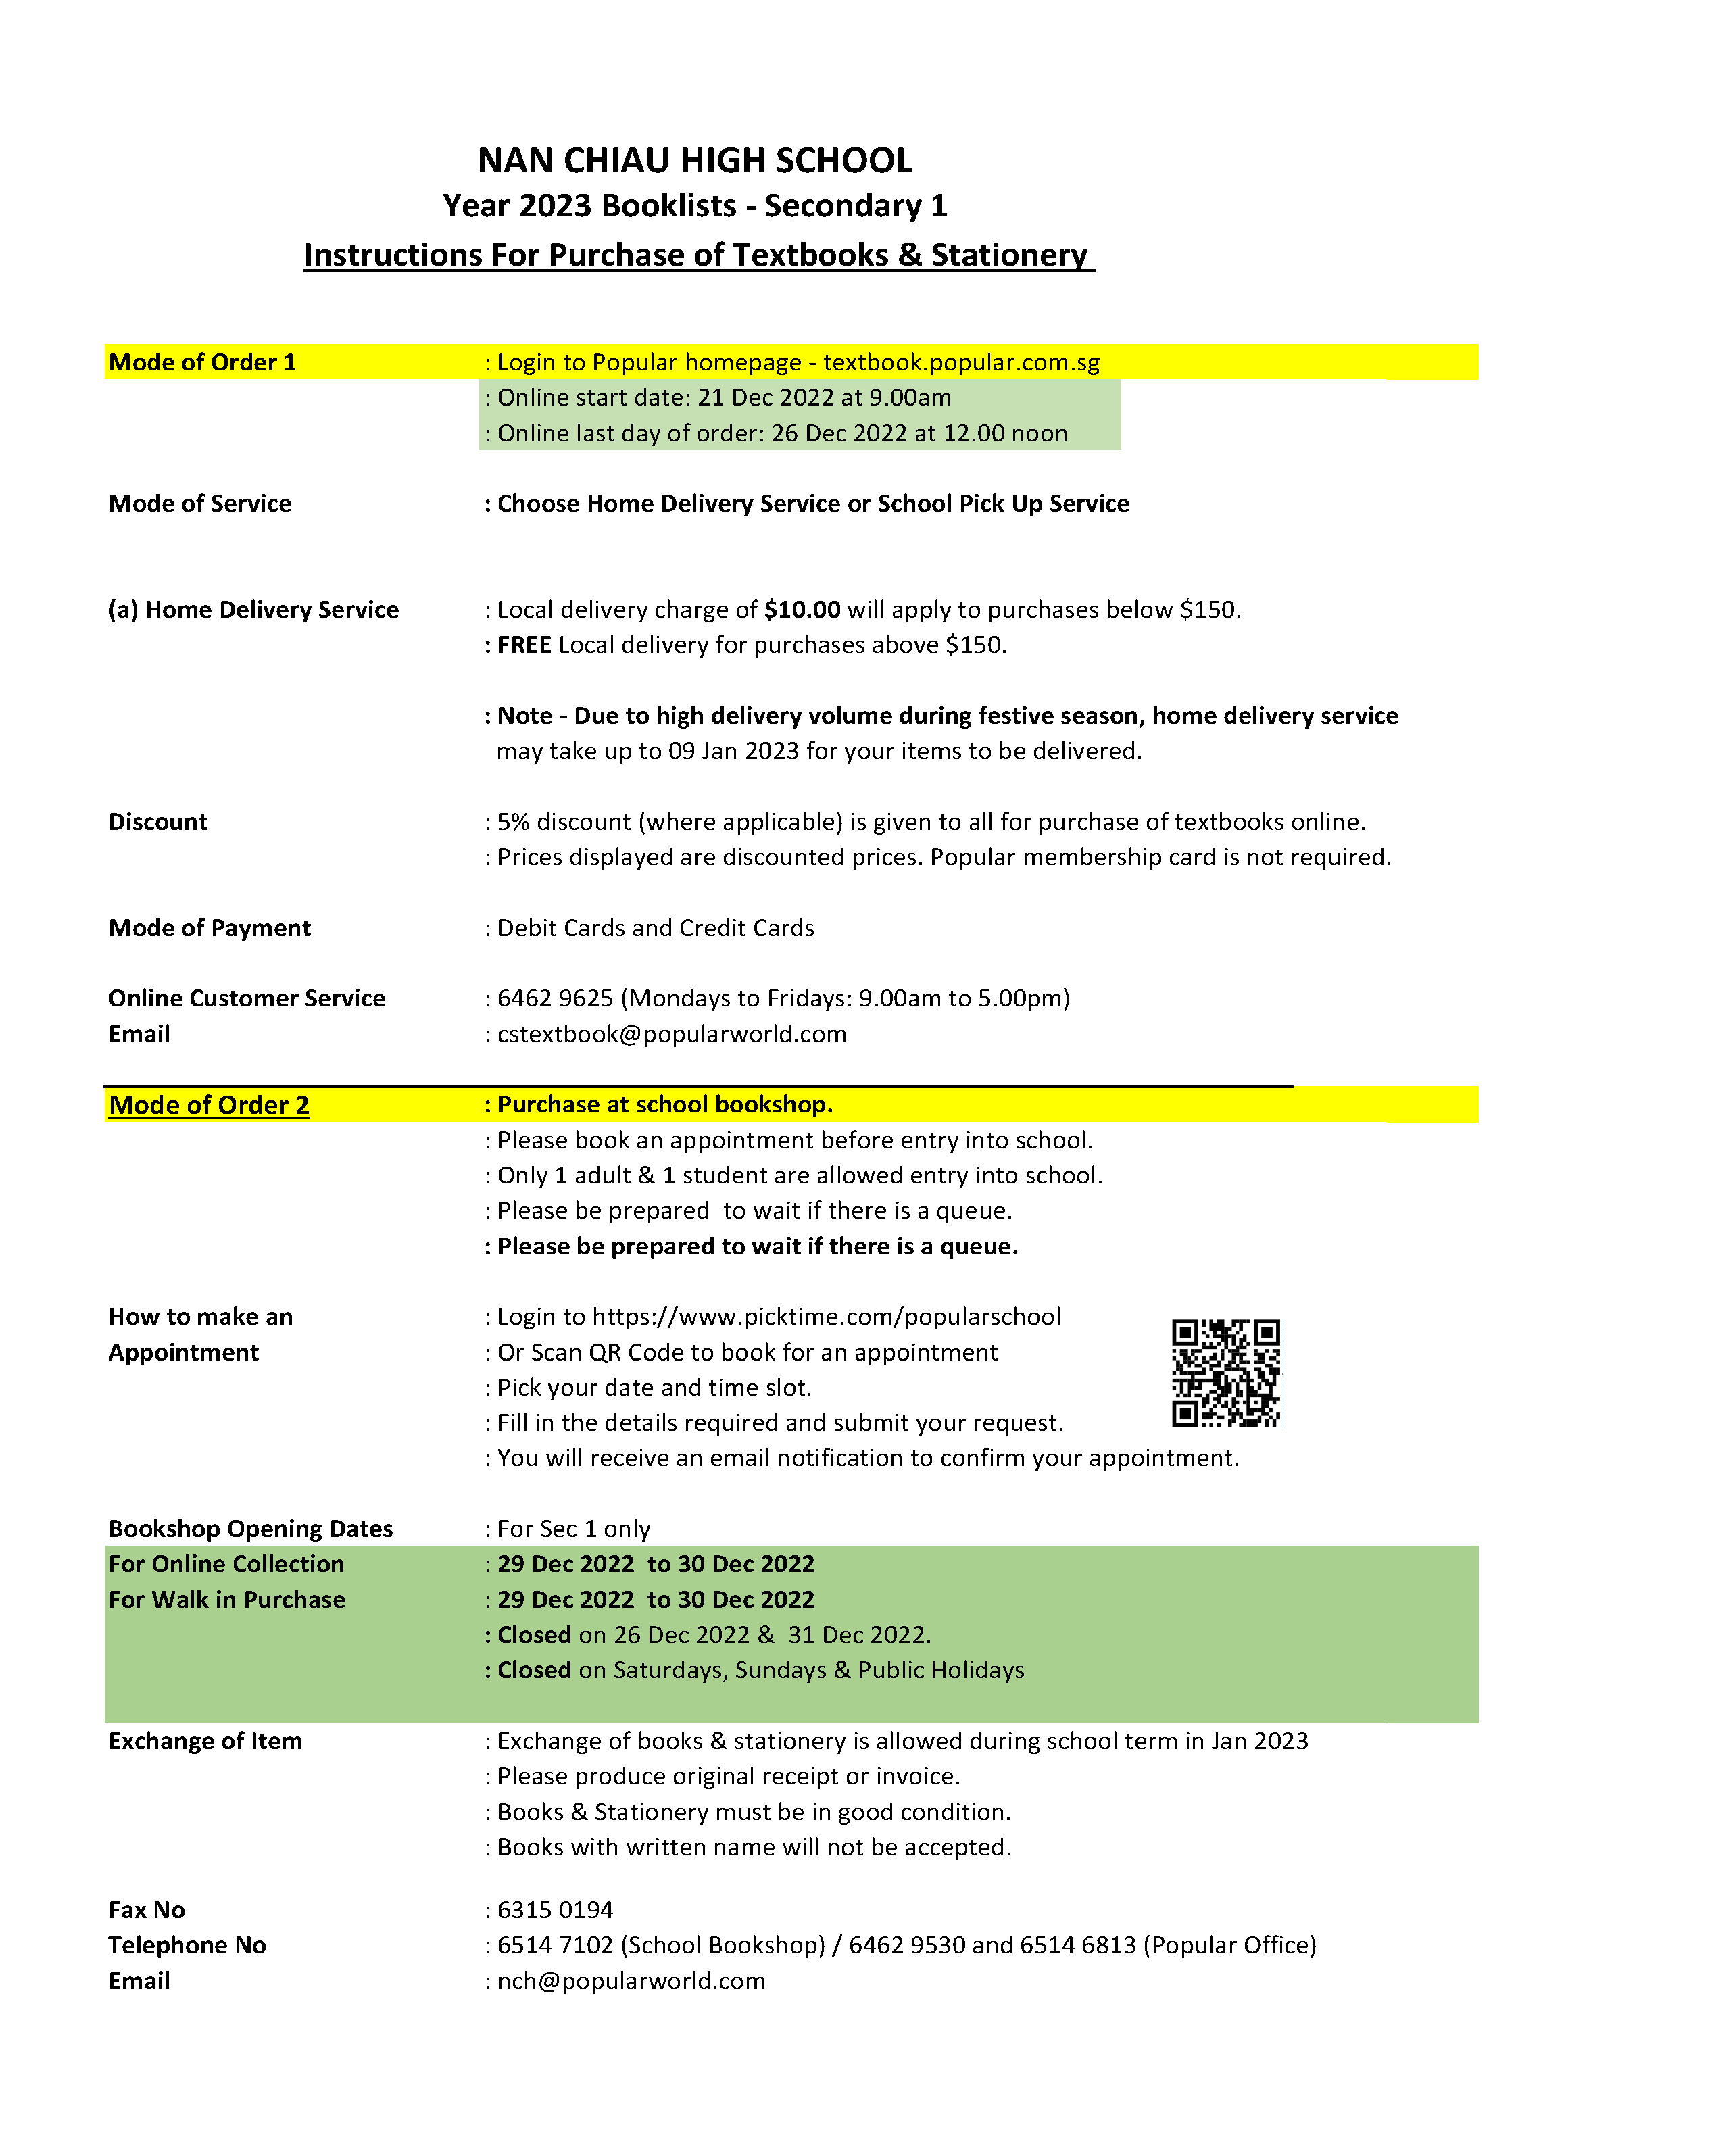 NAN CHIAU HIGH SCHOOL
Year 2023 Booklists - Secondary 1
Instructions For Purchase of Textbooks & Stationery
Mode of Order 1 : Login to Popular homepage - textbook.popular.com.sg
: Online start date: 21 Dec 2022 at 9.00am
: Online last day of order: 26 Dec 2022 at 12.00 noon
Mode of Service : Choose Home Delivery Service or School Pick Up Service
(a) Home Delivery Service : Local delivery charge of $10.00 will apply to purchases below $150.
: FREE Local delivery for purchases above $150.
: Note - Due to high delivery volume during festive season, home delivery service
may take up to 09 Jan 2023 for your items to be delivered.
Discount : 5% discount (where applicable) is given to all for purchase of textbooks online.
: Prices displayed are discounted prices. Popular membership card is not required.
Mode of Payment : Debit Cards and Credit Cards
Online Customer Service : 6462 9625 (Mondays to Fridays: 9.00am to 5.00pm)
Email : cstextbook@popularworld.com
Mode of Order 2 : Purchase at school bookshop.
: Please book an appointment before entry into school.
: Only 1 adult & 1 student are allowed entry into school.
: Please be prepared  to wait if there is a queue.
: Please be prepared to wait if there is a queue.
How to make an : Login to https://www.picktime.com/popularschool
Appointment : Or Scan QR Code to book for an appointment
: Pick your date and time slot.
: Fill in the details required and submit your request.
: You will receive an email notification to confirm your appointment.
Bookshop Opening Dates : For Sec 1 only
For Online Collection : 29 Dec 2022  to 30 Dec 2022
For Walk in Purchase : 29 Dec 2022  to 30 Dec 2022
: Closed on 26 Dec 2022 &  31 Dec 2022.
: Closed on Saturdays, Sundays & Public Holidays
Exchange of Item : Exchange of books & stationery is allowed during school term in Jan 2023
: Please produce original receipt or invoice.
: Books & Stationery must be in good condition.
: Books with written name will not be accepted.
Fax No : 6315 0194
Telephone No : 6514 7102 (School Bookshop) / 6462 9530 and 6514 6813 (Popular Office)
Email : nch@popularworld.com